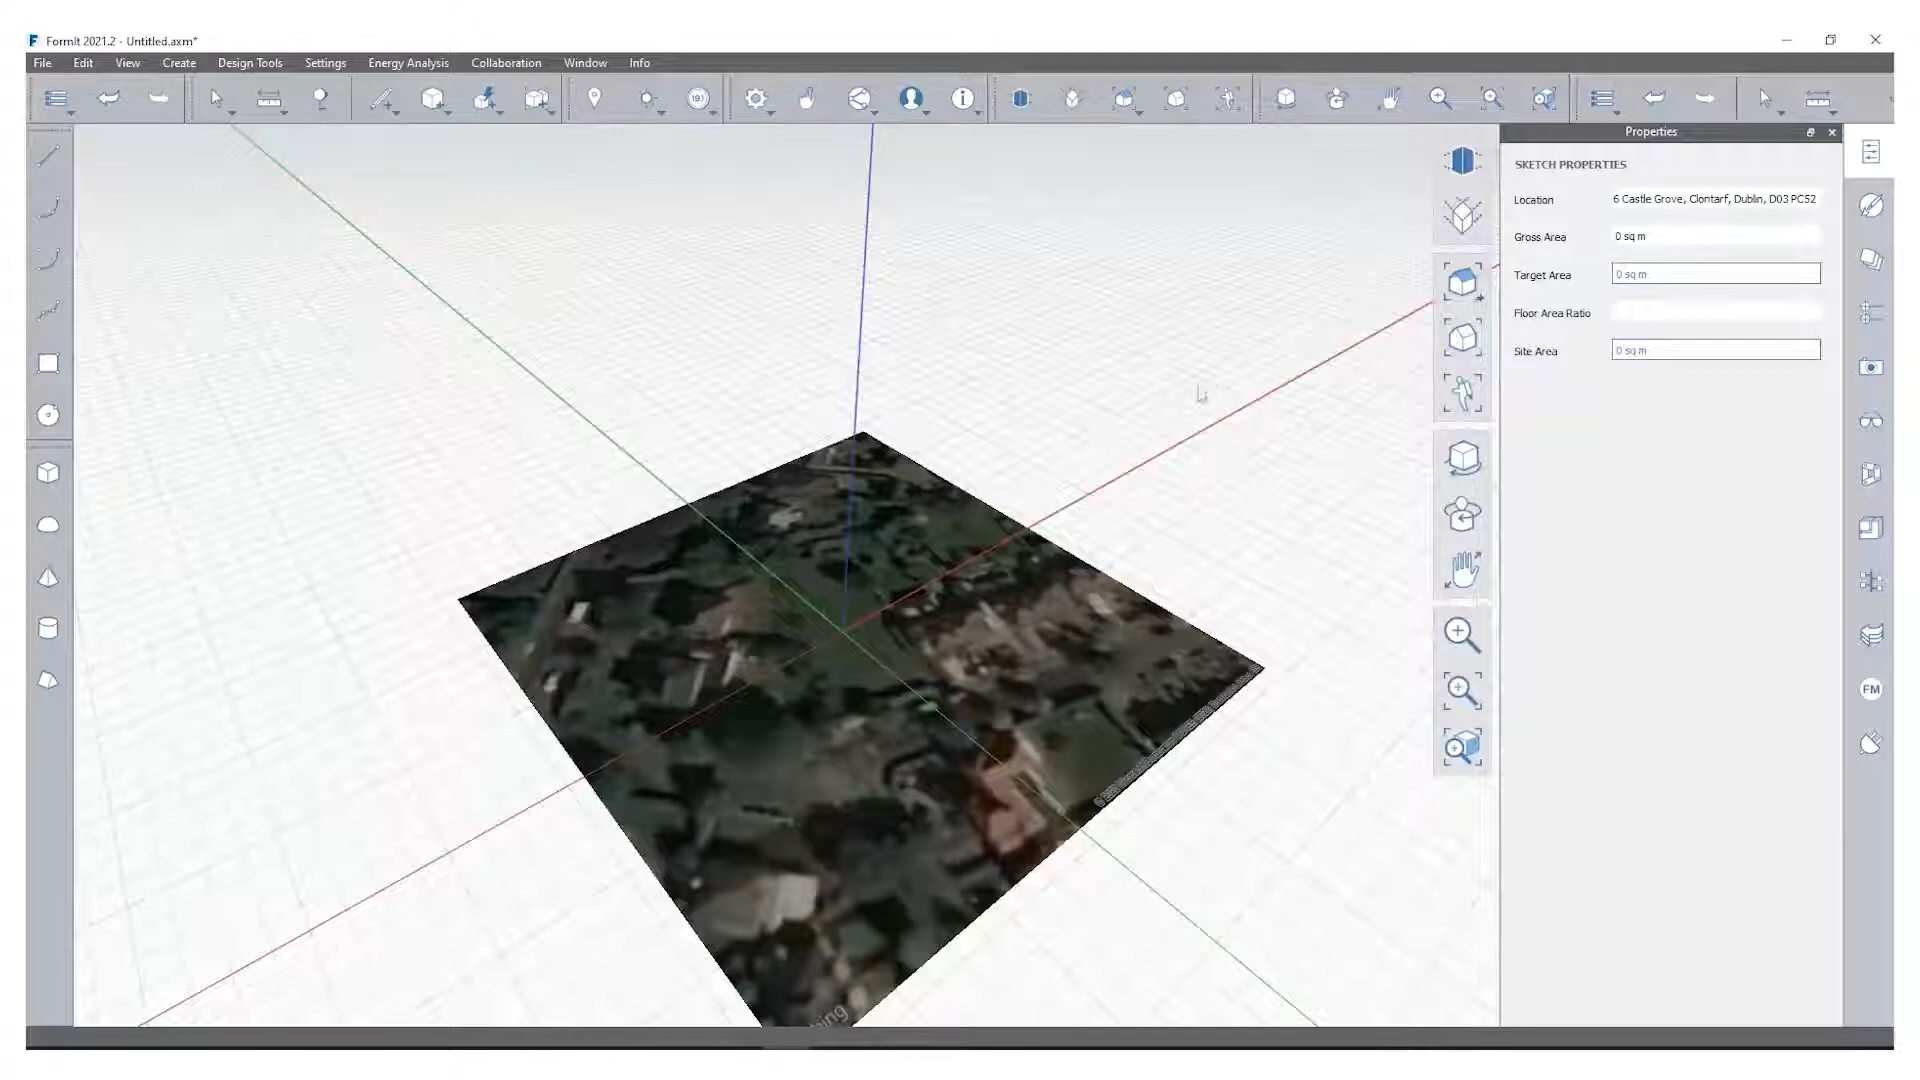 FormIt 2021.2 - Untitled.axm*
File Edit View Create Design Tools Settings Energy Analysis Collaboration Window Info
193
Properties
SKETCH PROPERTIES
Location 6 Castle Grove, Clontarf, Dublin, D03 PC52
Gross Area 0 sq m
Target Area 0 sq m
Floor Area Ratio
Site Area 0 sq m
FM